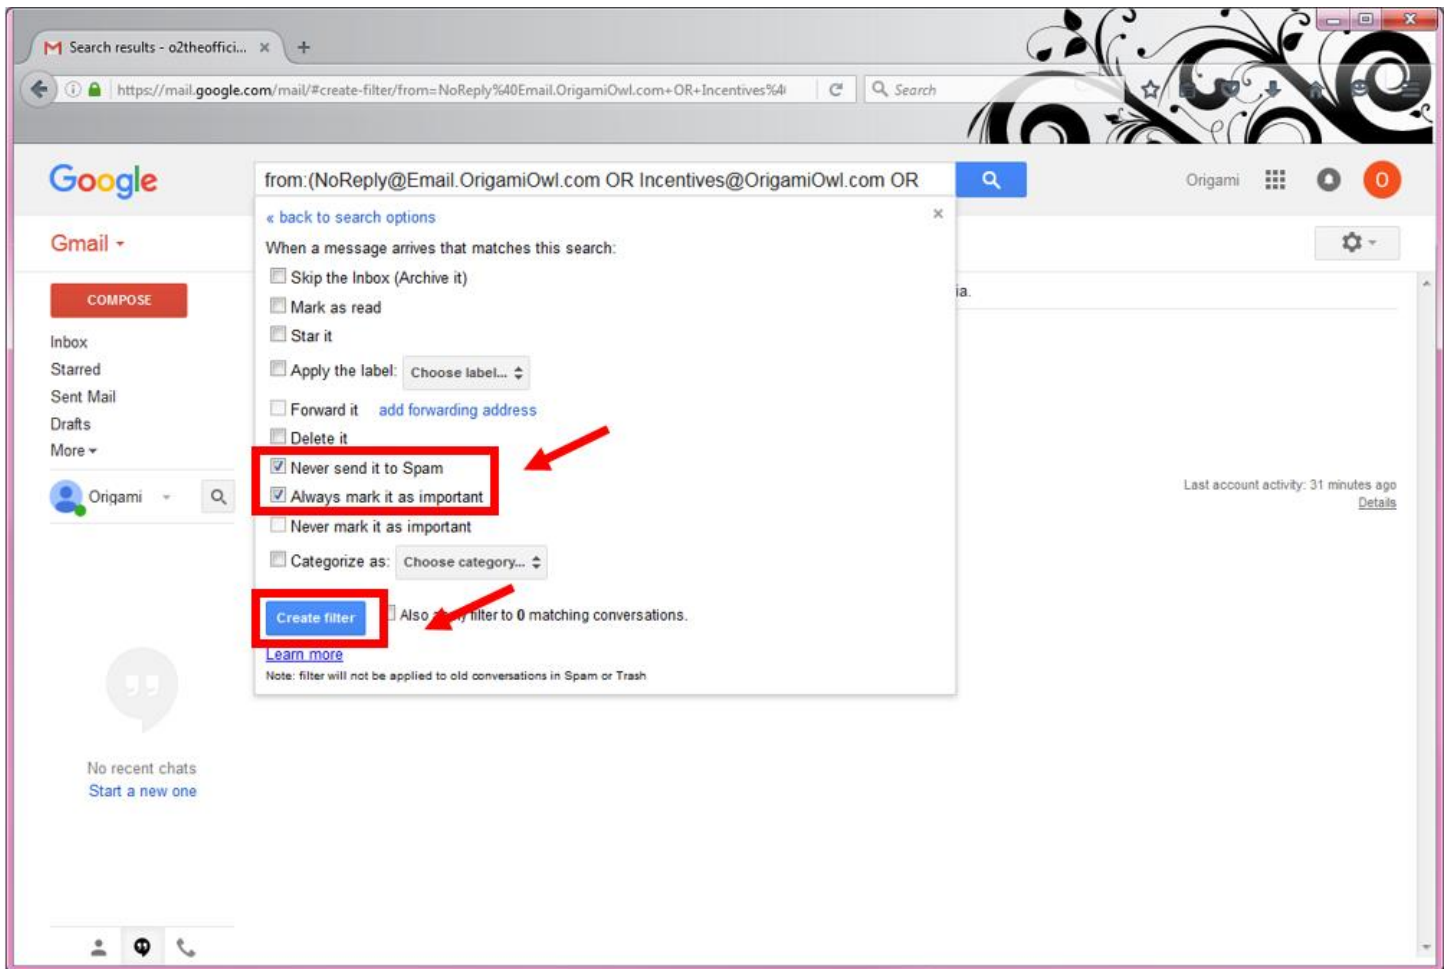 Search results - o2theoffici...
https://mail.google.com/mail/#create-filter/from=NoReply%40Email.OrigamiOwl.com+OR+Incentives%4
Search
Google
from:(NoReply@Email.OrigamiOwl.com OR Incentives@OrigamiOwl.com OR
Origami
O
Gmail
« back to search options
When a message arrives that matches this search:
Skip the Inbox (Archive it)
ia.
COMPOSE
Mark as read
Star it
Inbox
Starred
Apply the label: Choose label...
Sent Mail
Forward it add forwarding address
Drafts
Delete it
More
Never send it to Spam
Origami
Always mark it as important
Last account activity: 31 minutes ago
Details
Never mark it as important
Categorize as: Choose category...
Create filter
Also filter to 0 matching conversations.
Learn more
Note: filter will not be applied to old conversations in Spam or Trash
No recent chats
Start a new one